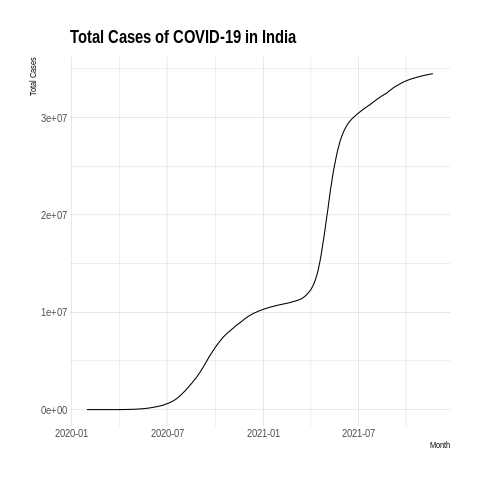 Total Cases of COVID-19 in India
Total Cases
3e+07
2e+07
1e+07
0e+00
2020-01 2020-07 2021-01 2021-07
Month